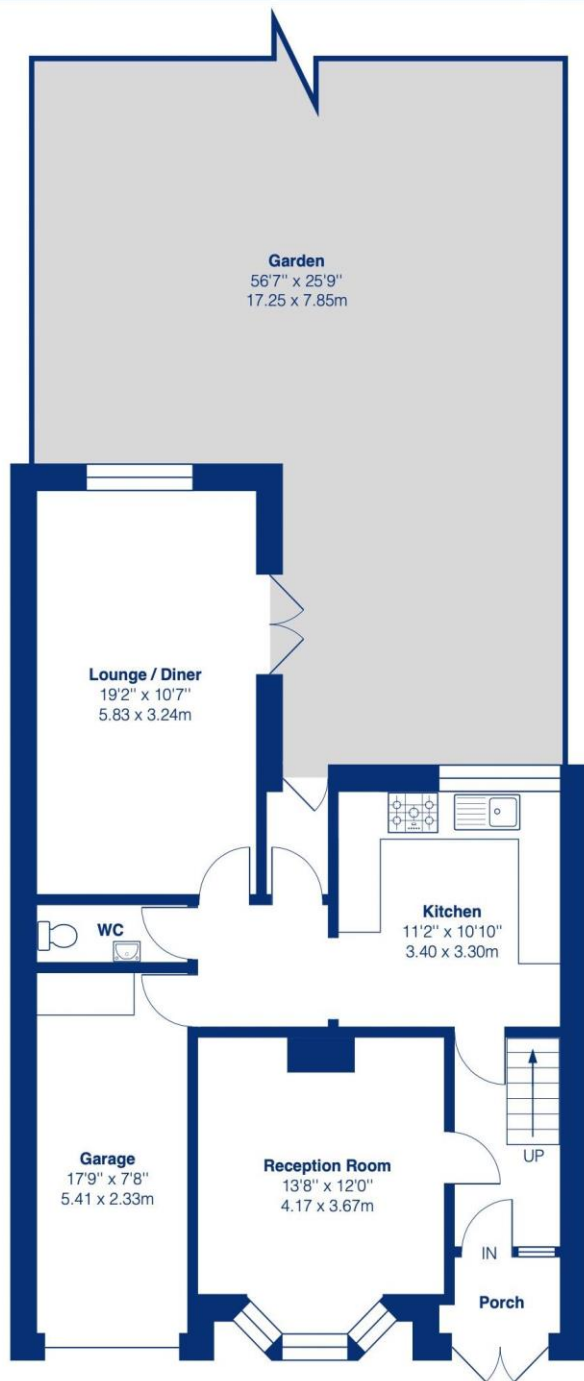 Garden
56'7" x 25'9"
17.25 x 7.85m
Lounge / Diner
19'2" x 10'7"
5.83 x 3.24m
WC
Kitchen
11'2" x 10'10"
3.40 x 3.30m
Garage
17'9" x 7'8"
5.41 x 2.33m
Reception Room
13'8" x 12'0"
4.17 x 3.67m
UP
IN
Porch